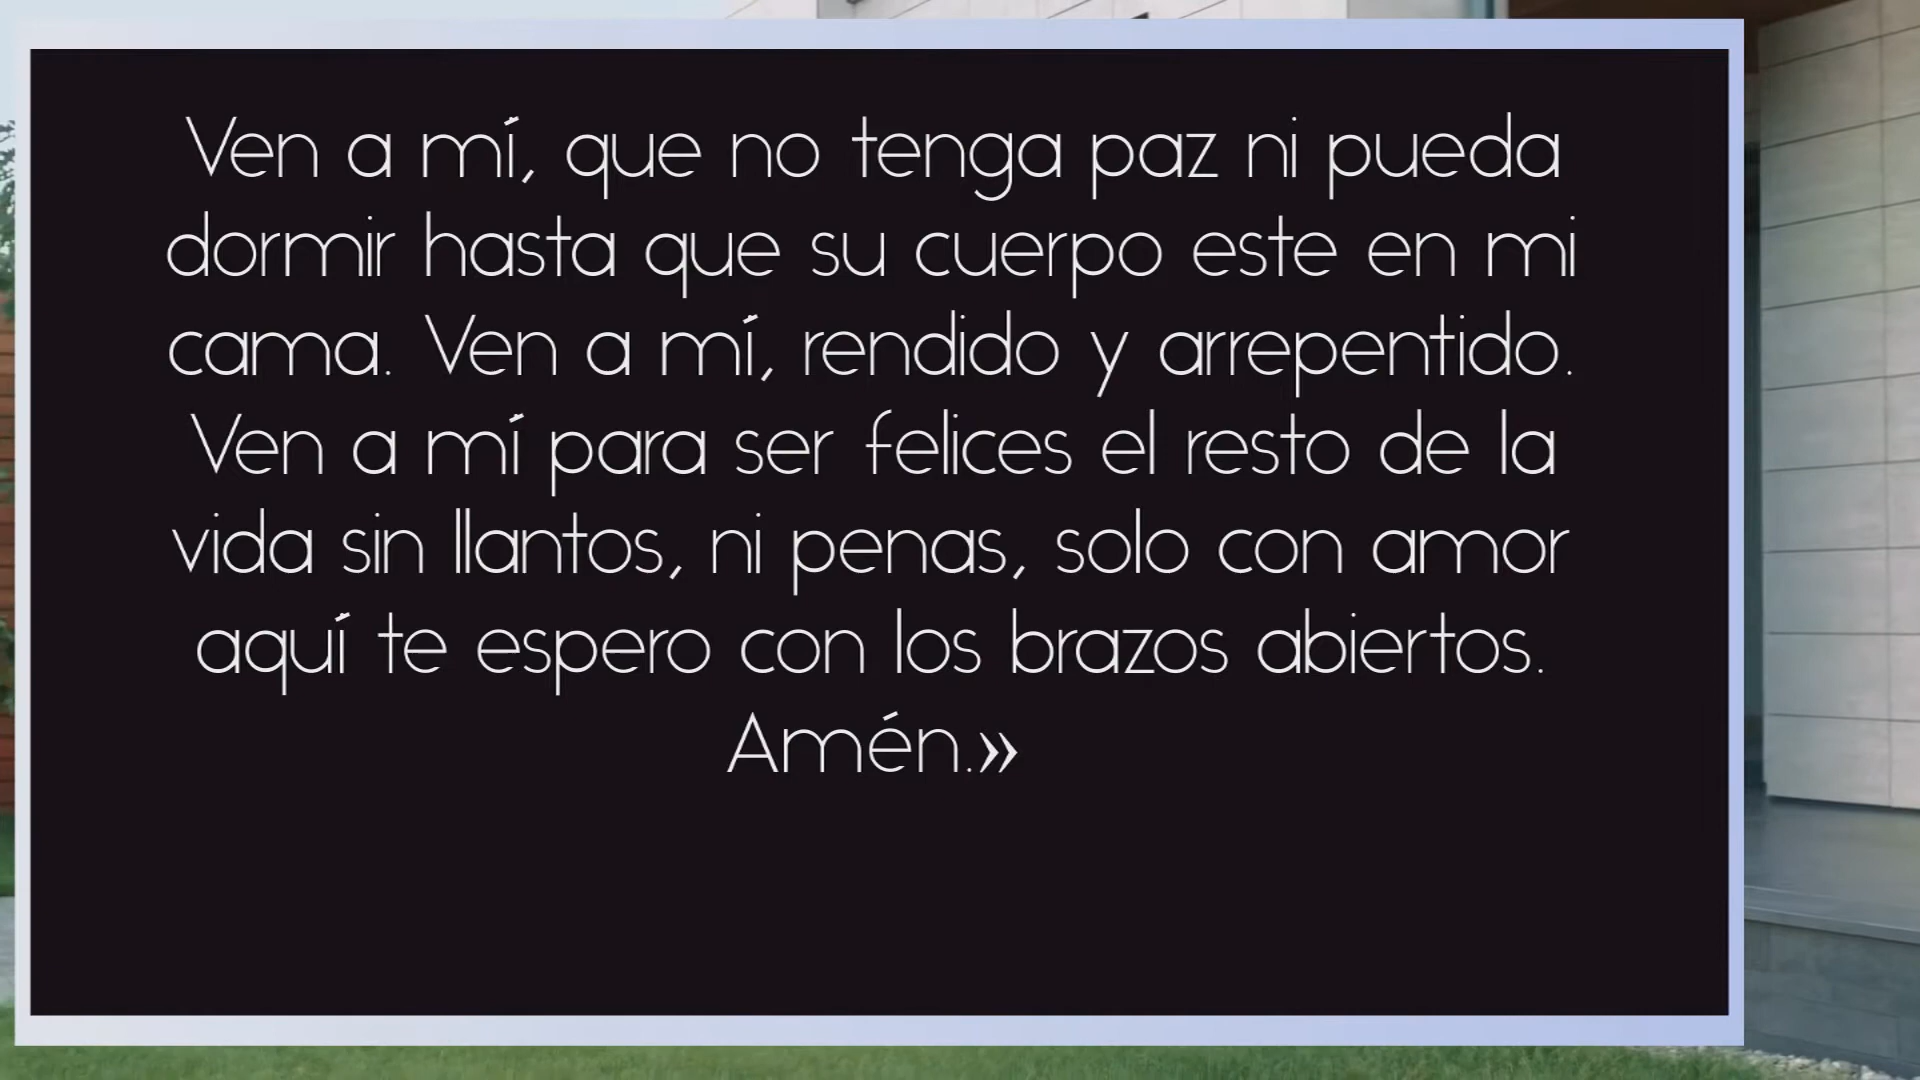 Ven a mí, que no tenga paz ni pueda
dormir hasta que su cuerpo este en mi
cama. Ven a mí, rendido y arrepentido.
Ven a mí para ser felices el resto de la
vida sin llantos, ni penas, solo con amor
aquí te espero con los brazos abiertos.
Amén.»